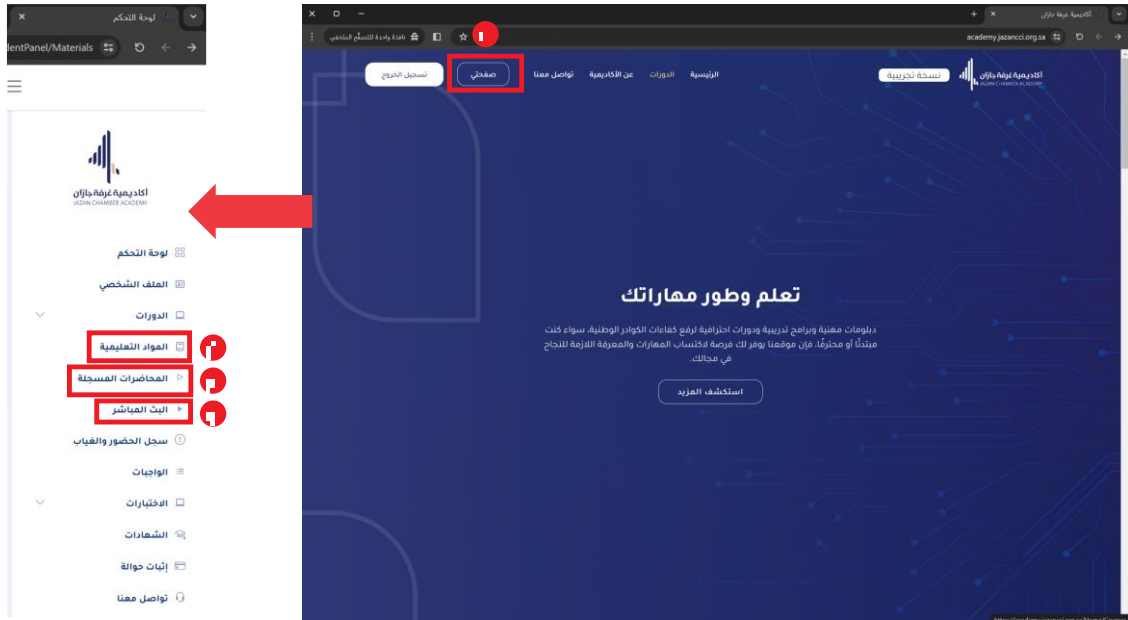 أكاديمية غرفة جازان
academy.jazancci.org.sa
نافذة واحدة للتصفّح المتخفي
أكاديمية غرفة جازان
JAZAN CHAMBER ACADEMY
نسخة تجريبية
الرئيسية
الدورات
عن الأكاديمية
تواصل معنا
صفحتي
تسجيل الخروج
تعلم وطور مهاراتك
دبلومات مهنية وبرامج تدريبية ودورات احترافية لرفع كفاءات الكوادر الوطنية. سواء كنت
مبتدئًا أو محترفًا، فإن موقعنا يوفر لك فرصة لاكتساب المهارات والمعرفة اللازمة للنجاح
في مجالك.
استكشف المزيد
لوحة التحكم
dentPanel/Materials
أكاديمية غرفة جازان
JAZAN CHAMBER ACADEMY
لوحة التحكم
الملف الشخصي
الدورات
المواد التعليمية
المحاضرات المسجلة
البث المباشر
سجل الحضور والغياب
الواجبات
الاختبارات
الشهادات
إثبات حوالة
تواصل معنا